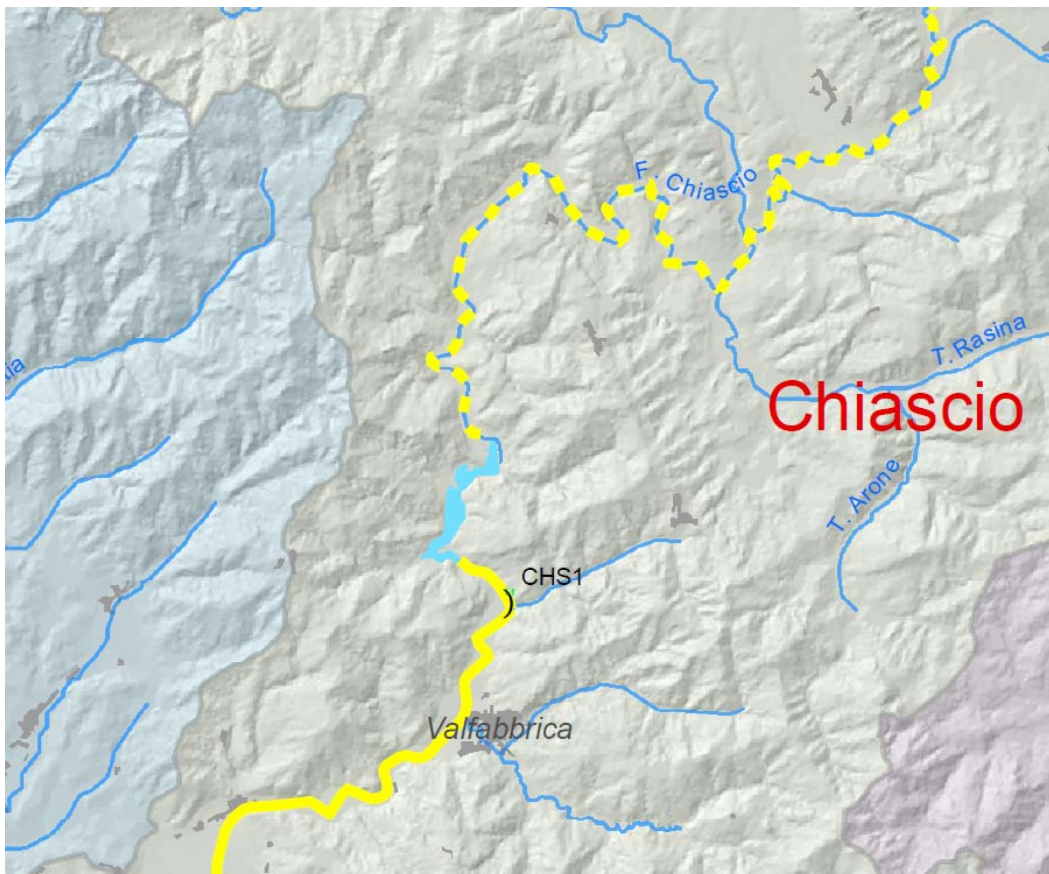 F. Chiascio
T. Rasina
Chiascio
T. Arone
CHS1
Valfabbrica